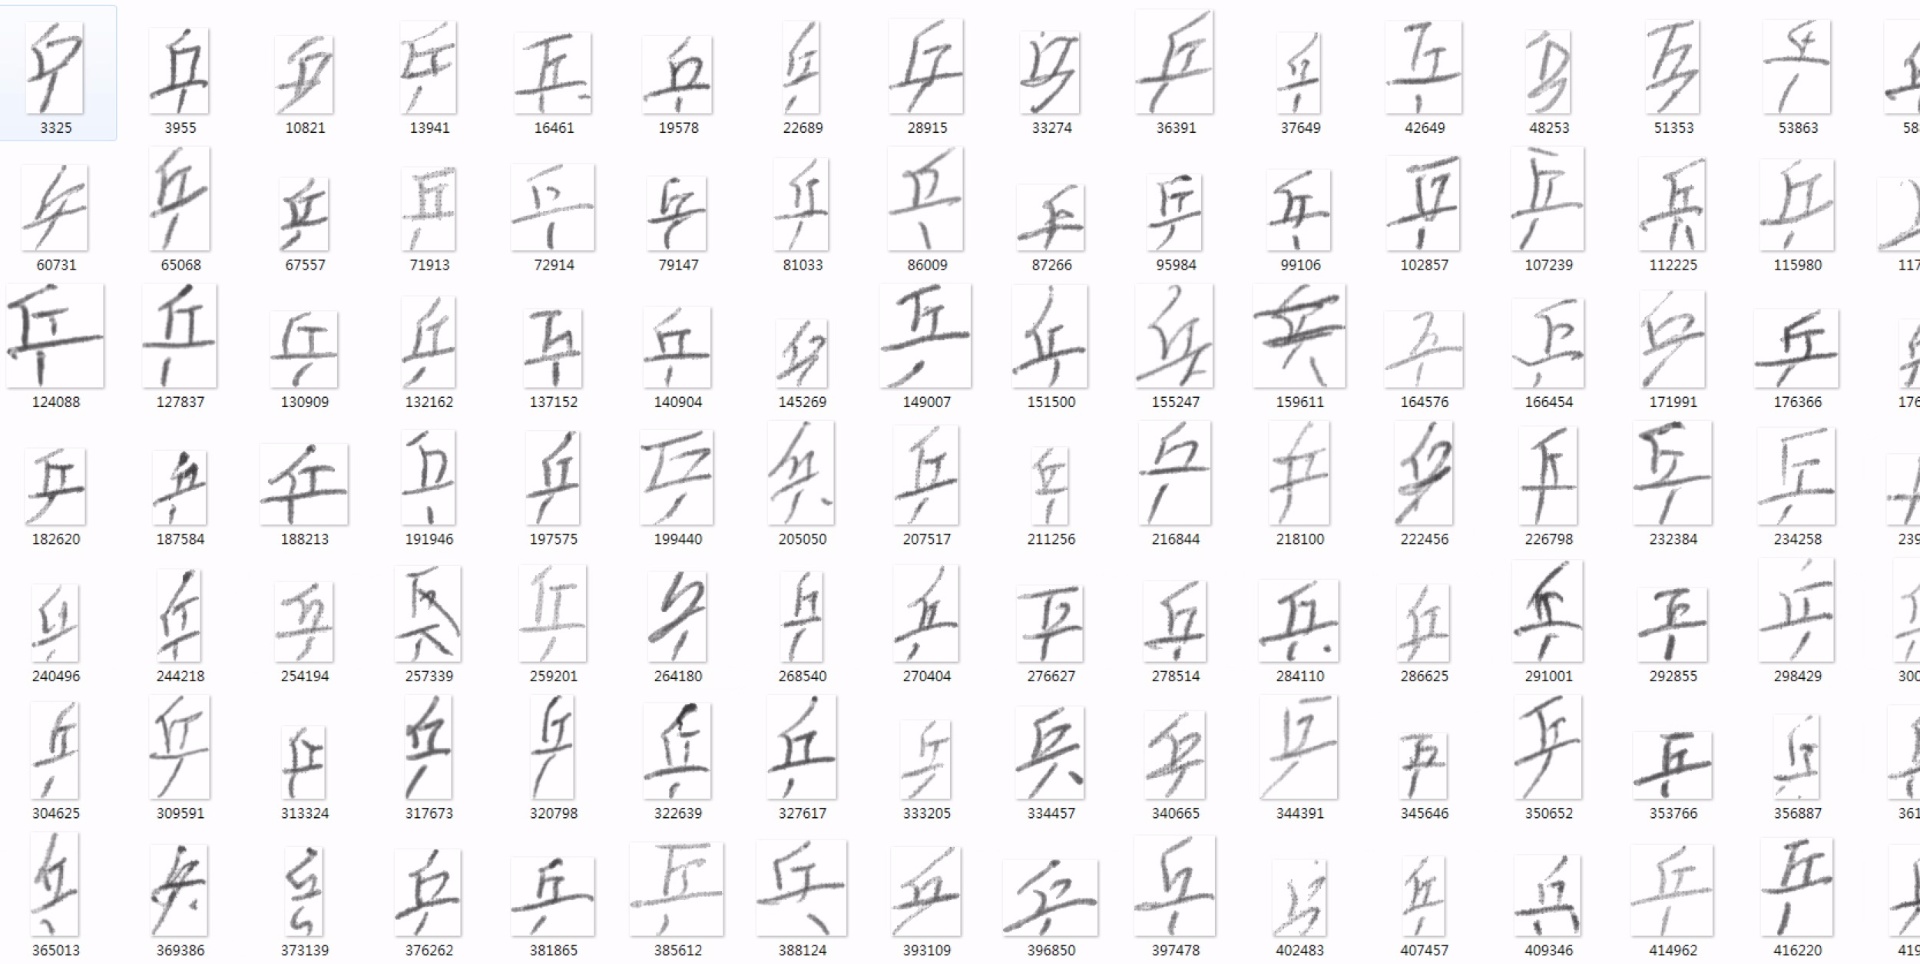 乒 乒 乒 乒 乒 乒 乒 乒 乒 乒 乒 乒 乒 乒 乒
3325 3955 10821 13941 16461 19578 22689 28915 33274 36391 37649 42649 48253 51353 53863 58
乒 乒 乒 乒 乒 乒 乒 乒 乒 乒 乒 乒 乒 兵 乒
60731 65068 67557 71913 72914 79147 81033 86009 87266 95984 99106 102857 107239 112225 115980 117
乒 乒 乒 乒 乒 乒 乒 乒 乒 乒 兵 乒 乒 乒 乒
124088 127837 130909 132162 137152 140904 145269 149007 151500 155247 159611 164576 166454 171991 176366 176
乒 乒 乒 乒 乒 乒 兵 乒 乒 乒 乒 乒 乒 乒 乒
182620 187584 188213 191946 197575 199440 205050 207517 211256 216844 218100 222456 226798 232384 234258 239
乒 乒 乒 兵 乒 乒 乒 乒 乒 乒 兵 乒 乒 乒 乒
240496 244218 254194 257339 259201 264180 268540 270404 276627 278514 284110 286625 291001 292855 298429 300
乒 乒 乒 乒 乒 乒 乒 乒 兵 乒 乒 乒 乒 乒 乒
304625 309591 313324 317673 320798 322639 327617 333205 334457 340665 344391 345646 350652 353766 356887 361
乓 兵 乒 乒 乒 乒 乓 乒 乒 乒 乒 乒 兵 乒 乒
365013 369386 373139 376262 381865 385612 388124 393109 396850 397478 402483 407457 409346 414962 416220 419